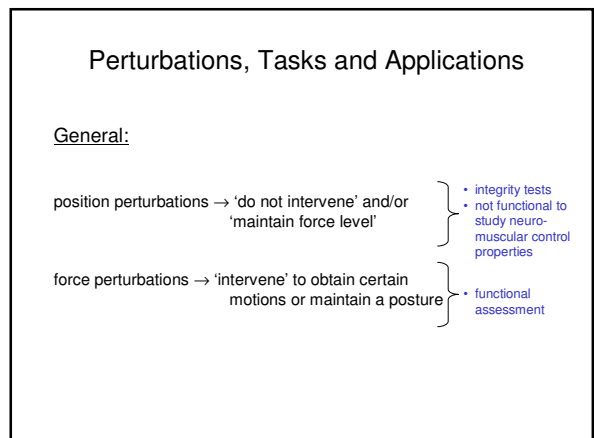 Perturbations, Tasks and Applications
General:
position perturbations → ‘do not intervene’ and/or
‘maintain force level’
• integrity tests
• not functional to
study neuro-
muscular control
properties
force perturbations → ‘intervene’ to obtain certain
motions or maintain a posture
• functional
assessment